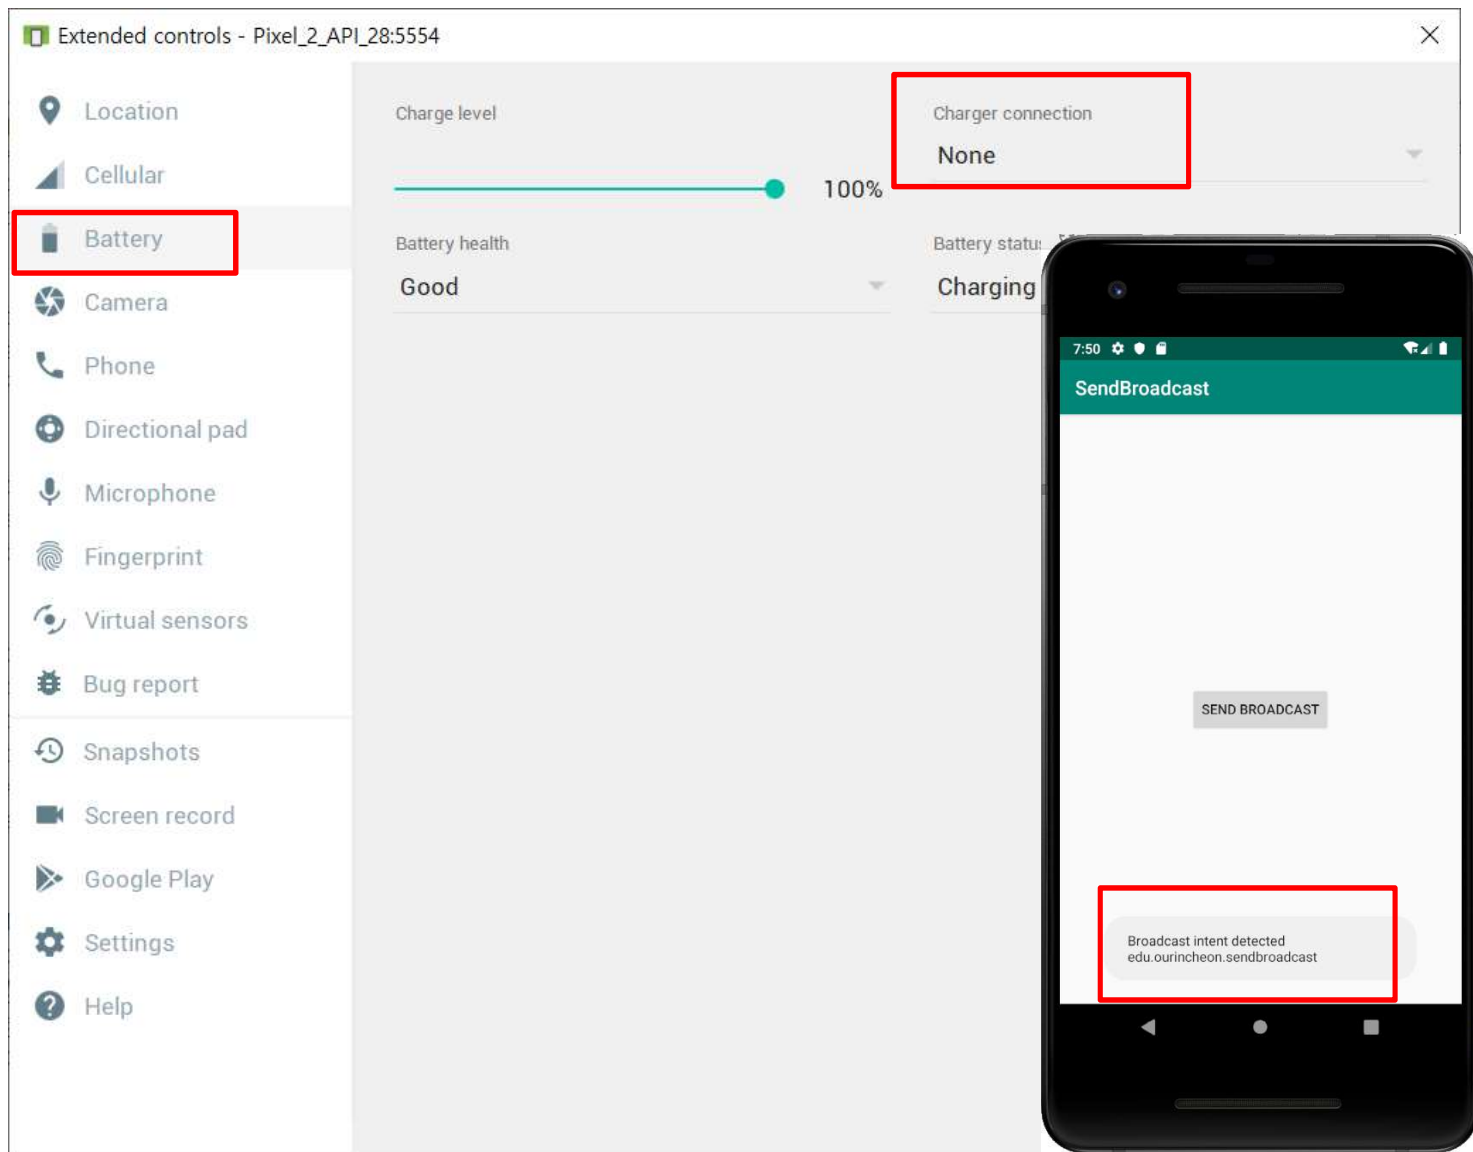 Extended controls - Pixel_2_API_28:5554
Location
Cellular
Battery
Camera
Phone
Directional pad
Microphone
Fingerprint
Virtual sensors
Bug report
Snapshots
Screen record
Google Play
Settings
Help
Charge level
100%
Charger connection
None
Battery health
Good
Battery statu
Charging
7:50
SendBroadcast
SEND BROADCAST
Broadcast intent detected
edu.ourincheon.sendbroadcast